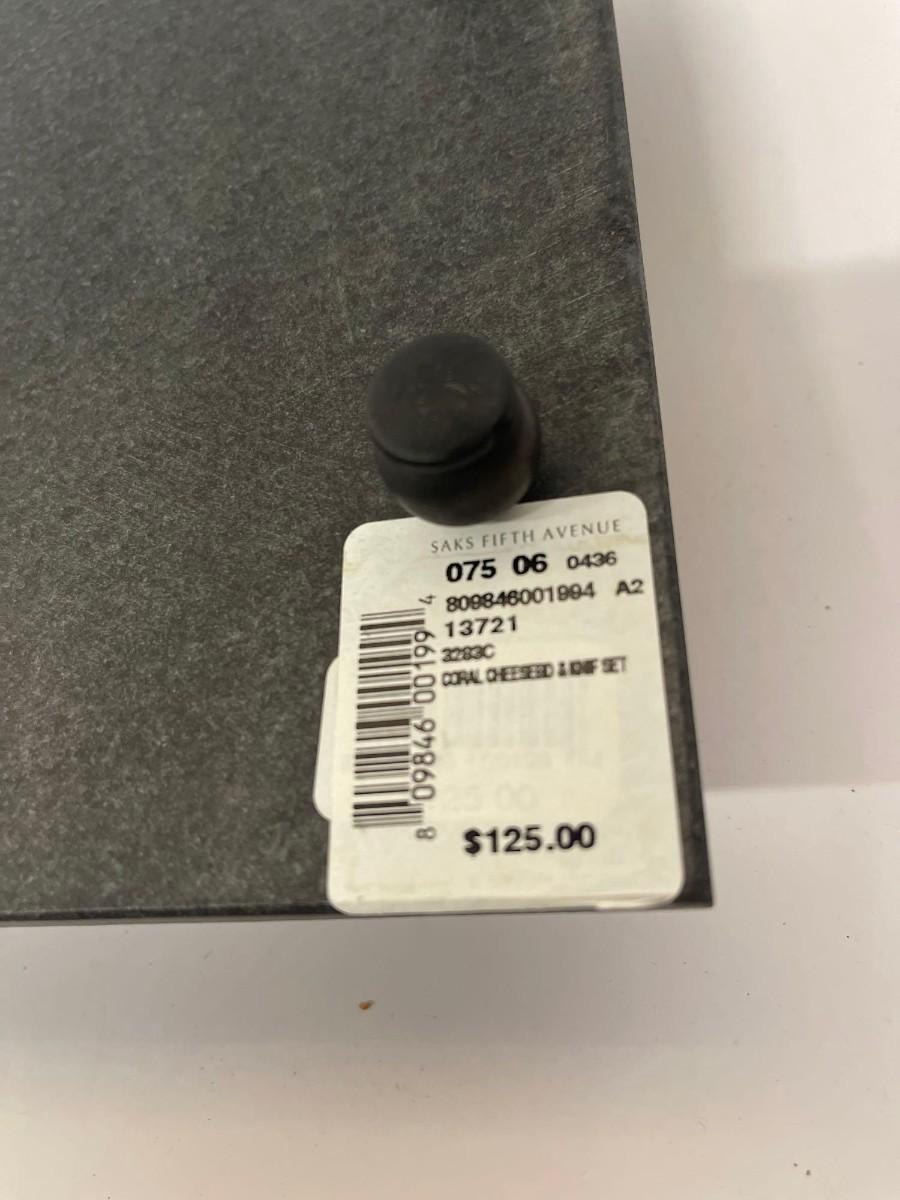 SAKS FIFTH AVENUE
075 06 0436
809846001994 A2
13721
3283C
CORAL CHEESEBD & KNIF SET
8 09846 00199 4
$125.00